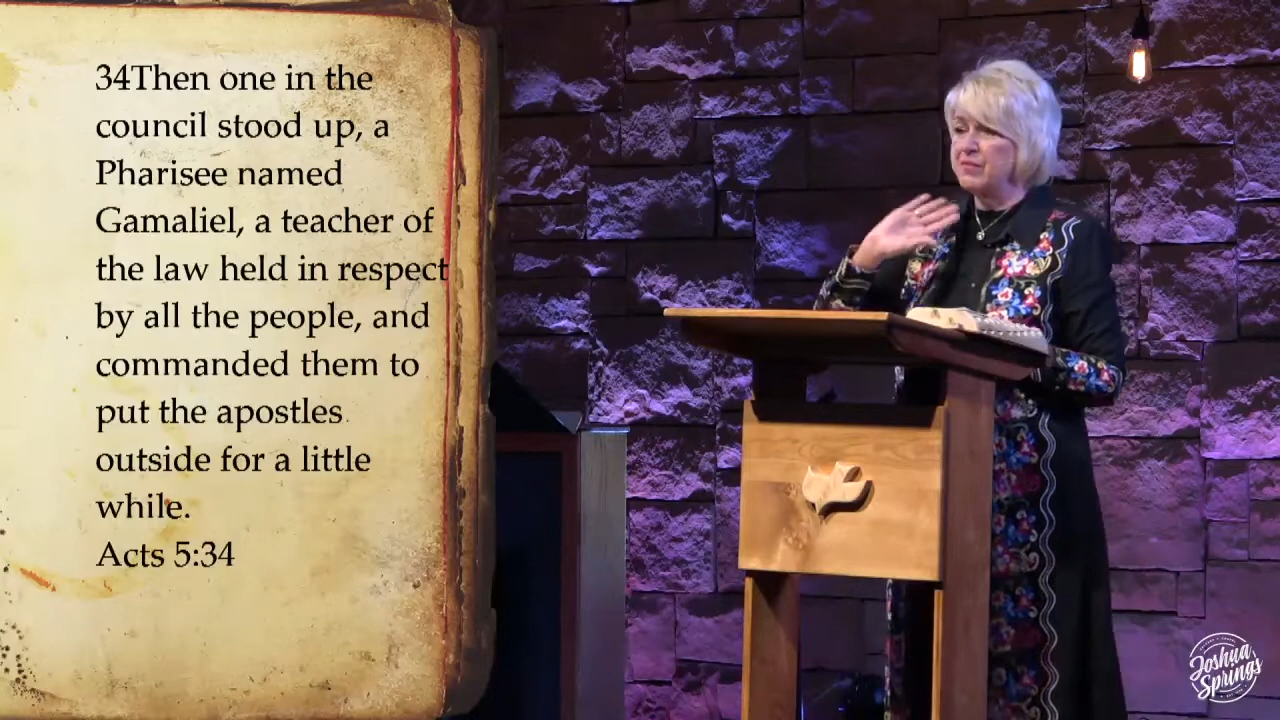 34Then one in the
council stood up, a
Pharisee named
Gamaliel, a teacher of
the law held in respect
by all the people, and
commanded them to
put the apostles
outside for a little
while.
Acts 5:34
Joshua
Springs